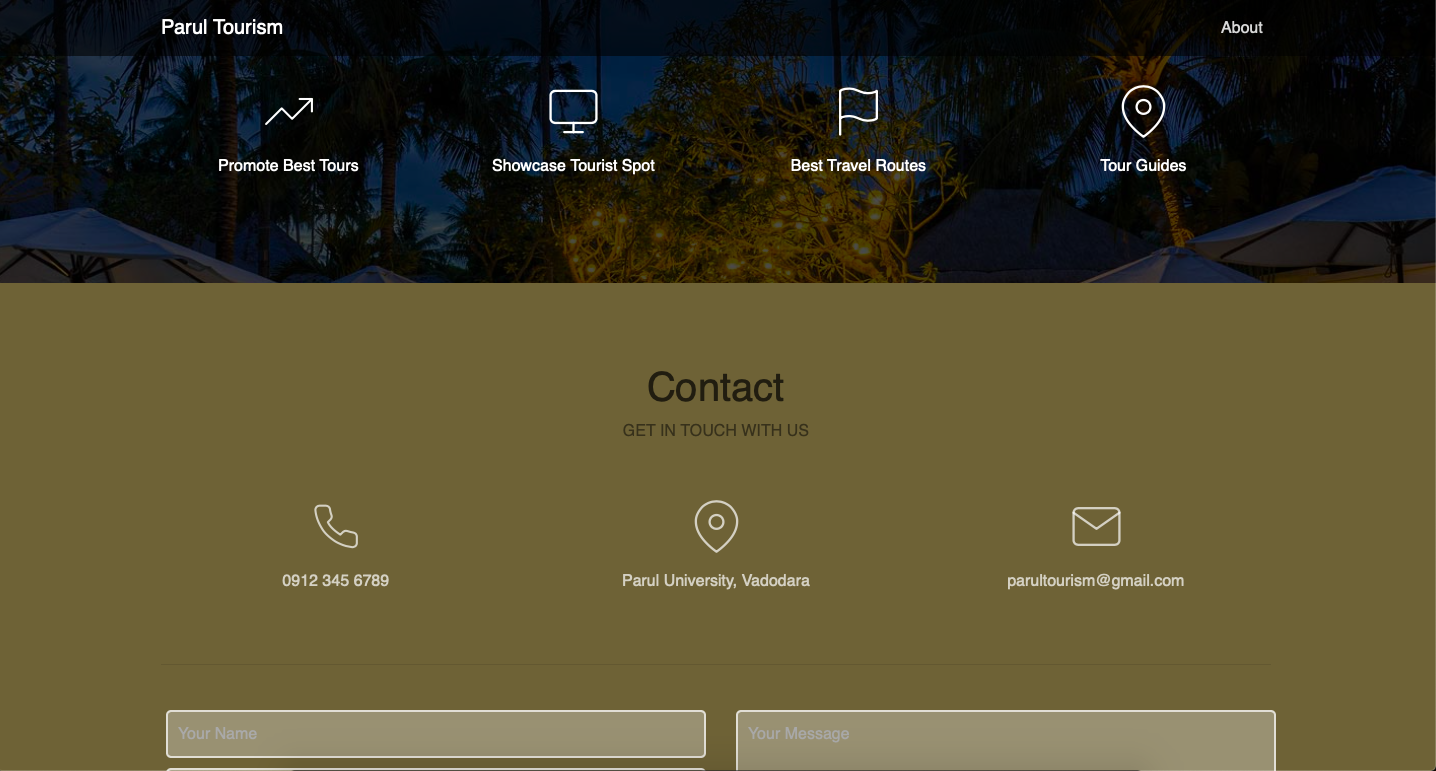 Parul Tourism
About
Promote Best Tours
Showcase Tourist Spot
Best Travel Routes
Tour Guides
Contact
GET IN TOUCH WITH US
0912 345 6789
Parul University, Vadodara
parultourism@gmail.com
Your Name
Your Message